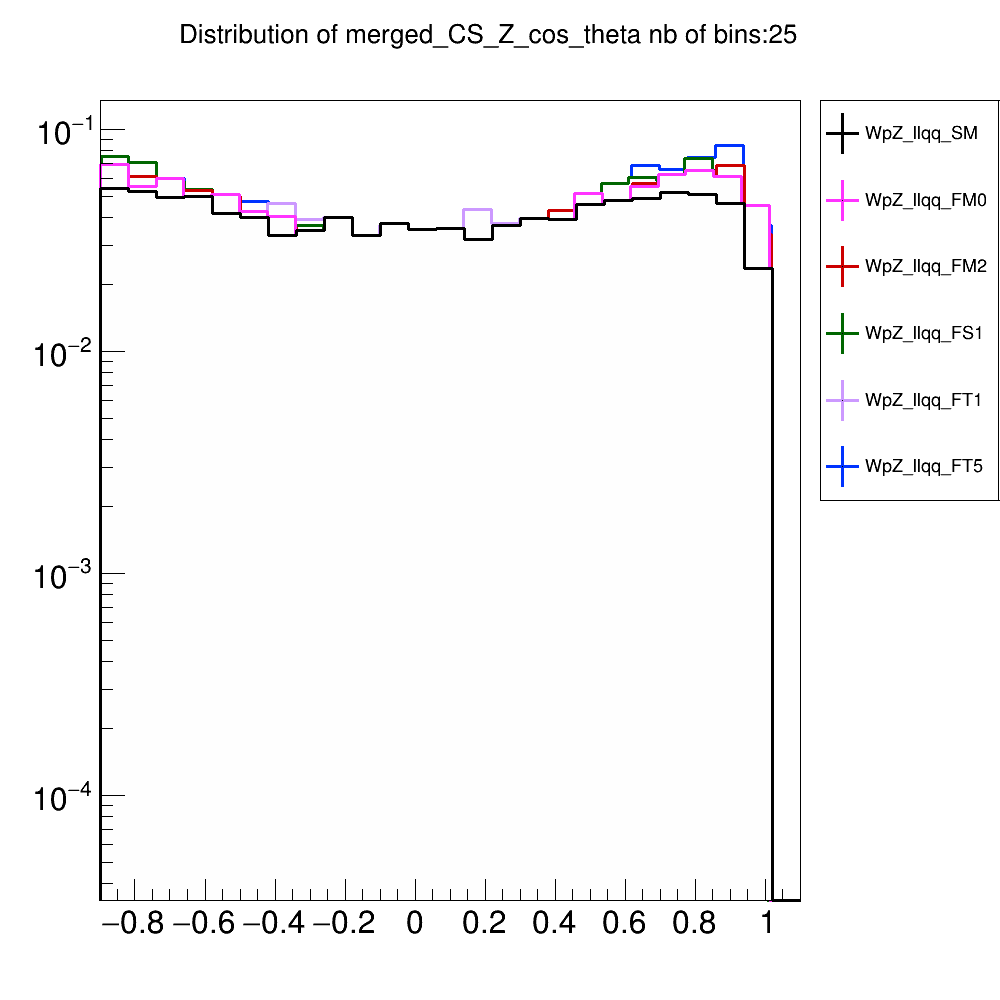 Distribution of merged_CS_Z_cos_theta nb of bins:25
10⁻¹
10⁻²
10⁻³
10⁻⁴
−0.8 −0.6 −0.4 −0.2 0 0.2 0.4 0.6 0.8 1
WpZ_llqq_SM
WpZ_llqq_FM0
WpZ_llqq_FM2
WpZ_llqq_FS1
WpZ_llqq_FT1
WpZ_llqq_FT5